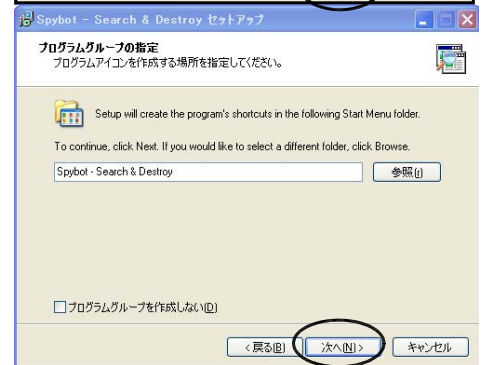 Spybot - Search & Destroy セットアップ
プログラムグループの指定
プログラムアイコンを作成する場所を指定してください。
Setup will create the program's shortcuts in the following Start Menu folder.
To continue, click Next. If you would like to select a different folder, click Browse.
Spybot - Search & Destroy
参照(r)
プログラムグループを作成しない(D)
< 戻る(B)
次へ(N) >
キャンセル